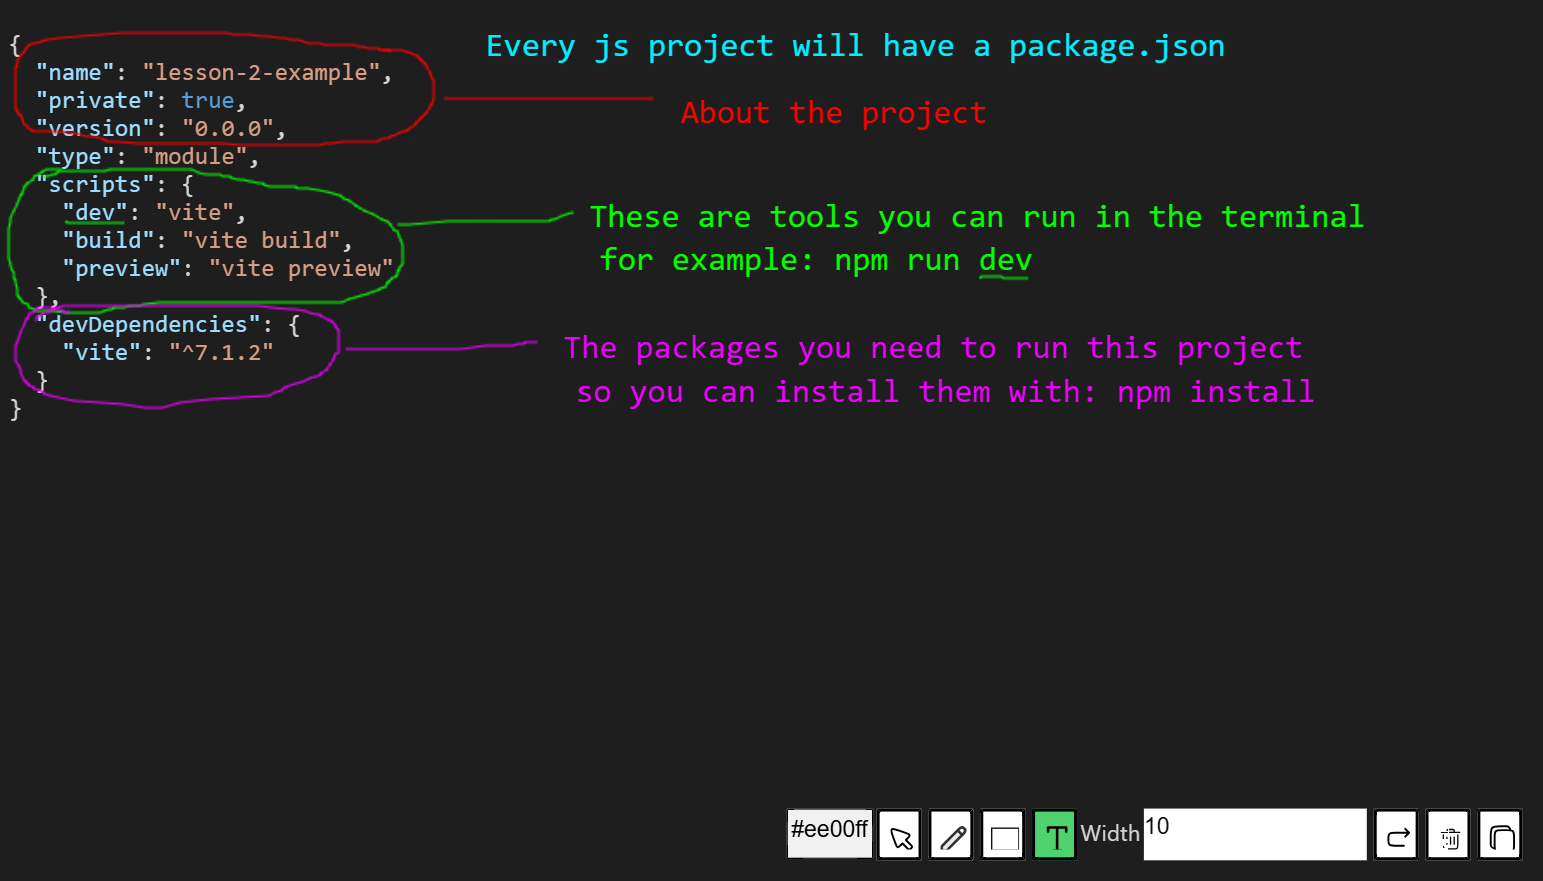 {
Every js project will have a package.json
"name": "lesson-2-example",
"private": true,
About the project
"version": "0.0.0",
"type": "module",
"scripts": {
"dev": "vite",
These are tools you can run in the terminal
"build": "vite build",
for example: npm run dev
"preview": "vite preview"
},
"devDependencies": {
"vite": "^7.1.2"
The packages you need to run this project
}
so you can install them with: npm install
}
#ee00ff
T
Width
10